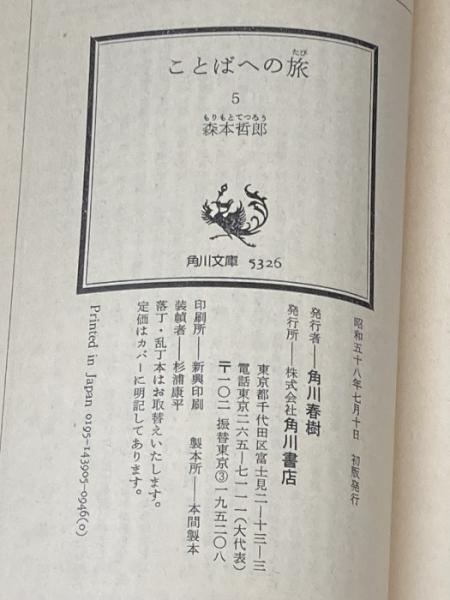 ことばへの旅
たび
5
もりもとてつろう
森本哲郎
角川文庫 5326
昭和五十八年七月十日 初版発行
発行者―角川春樹
発行所―株式会社角川書店
東京都千代田区富士見二―十三―三
電話東京二六五―七一一一(大代表)
〒一〇二 振替東京③一九五二〇八
印刷所―新興印刷 製本所―本間製本
装幀者―杉浦康平
落丁・乱丁本はお取替えいたします。
定価はカバーに明記してあります。
Printed in Japan 0195-143905-0946(0)